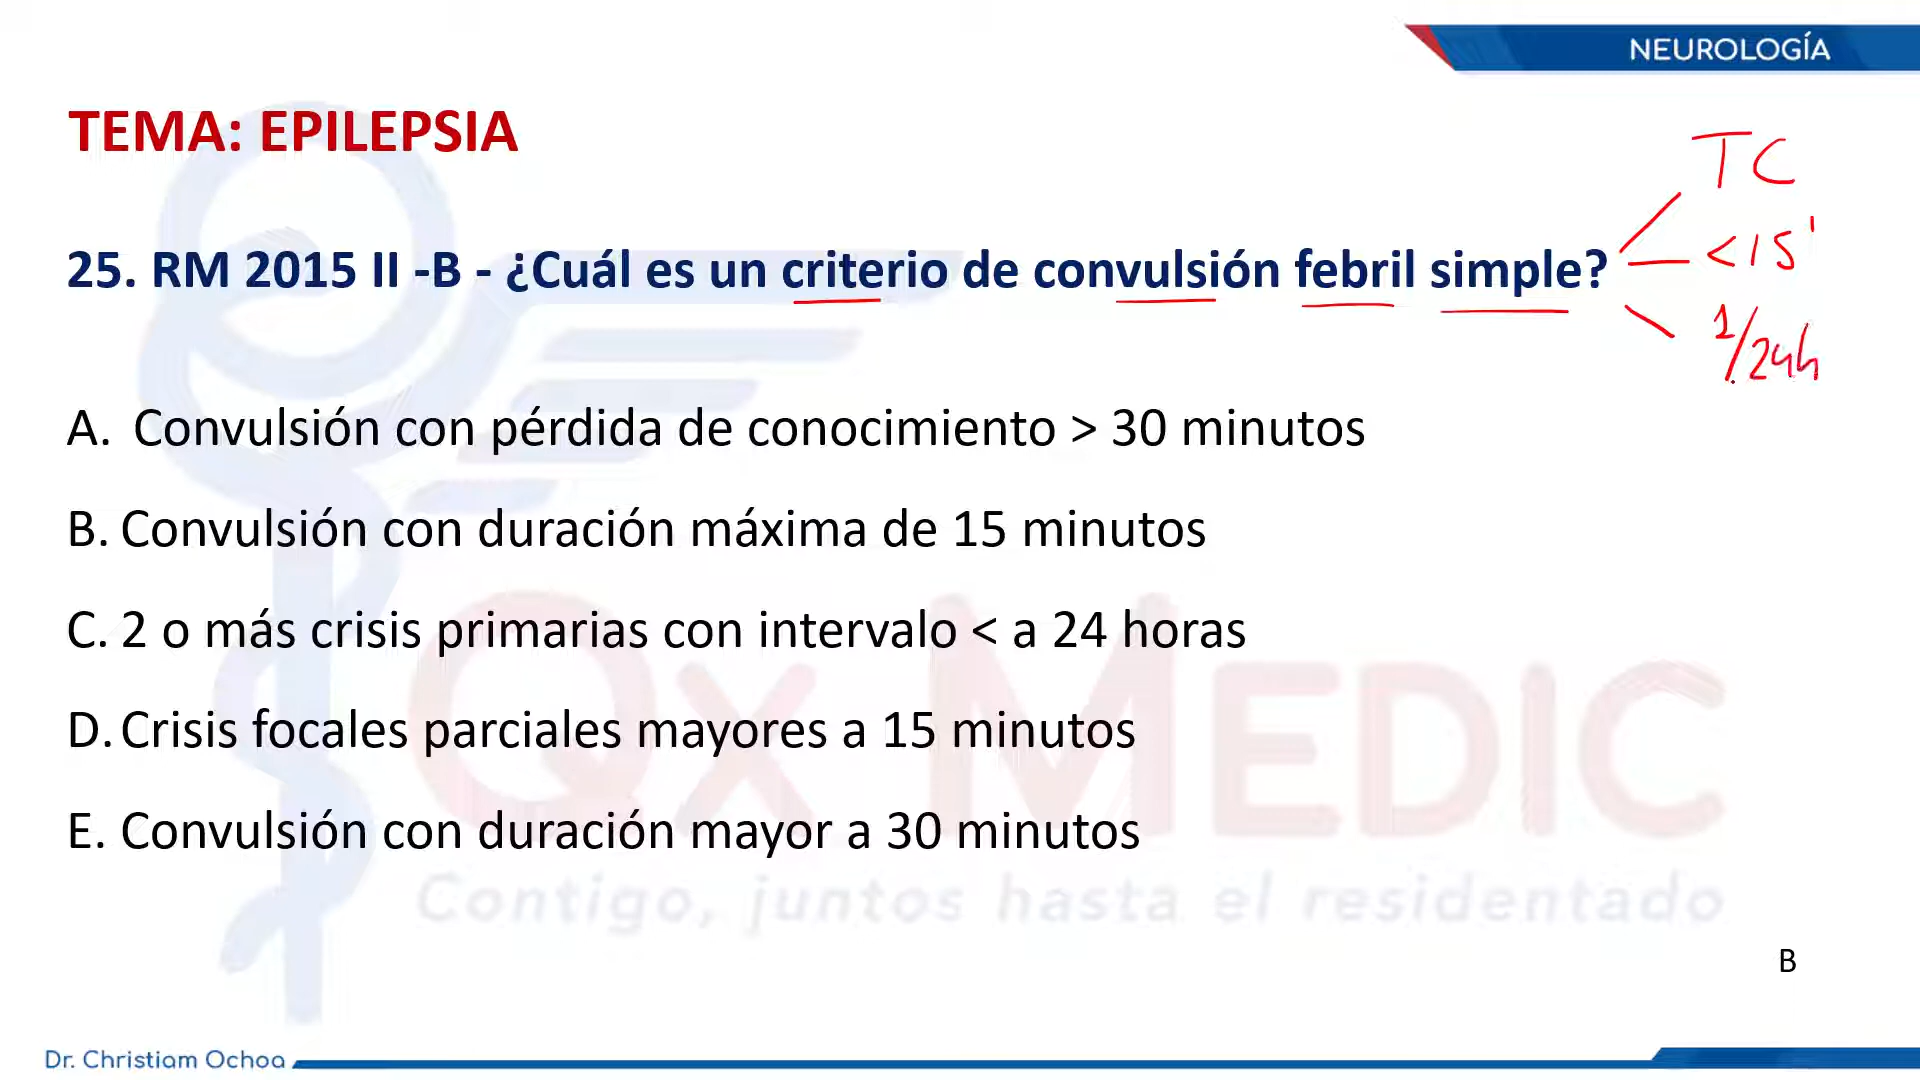 NEUROLOGÍA
TEMA: EPILEPSIA
TC
<15'
1/24h
25. RM 2015 II -B - ¿Cuál es un criterio de convulsión febril simple?
A. Convulsión con pérdida de conocimiento > 30 minutos
B. Convulsión con duración máxima de 15 minutos
C. 2 o más crisis primarias con intervalo < a 24 horas
D. Crisis focales parciales mayores a 15 minutos
E. Convulsión con duración mayor a 30 minutos
QX MEDIC
Contigo, juntos hasta el residentado
B
Dr. Christiam Ochoa